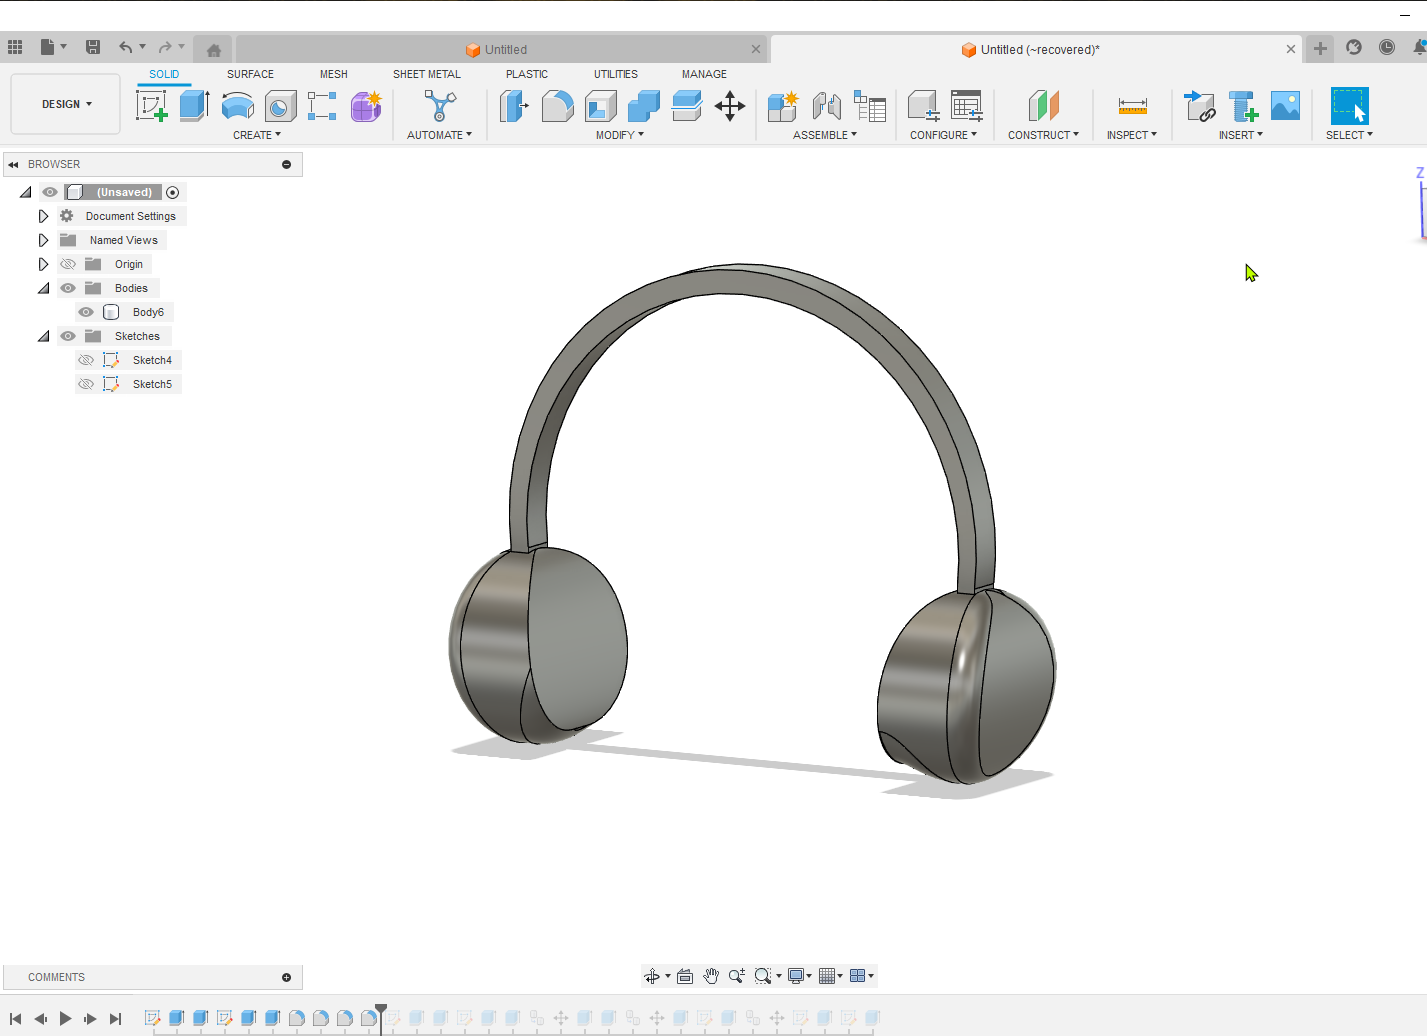 Untitled
Untitled (~recovered)*
SOLID SURFACE MESH SHEET METAL PLASTIC UTILITIES MANAGE
DESIGN
CREATE AUTOMATE MODIFY ASSEMBLE CONFIGURE CONSTRUCT INSPECT INSERT SELECT
BROWSER
(Unsaved)
Document Settings
Named Views
Origin
Bodies
Body6
Sketches
Sketch4
Sketch5
Z
COMMENTS